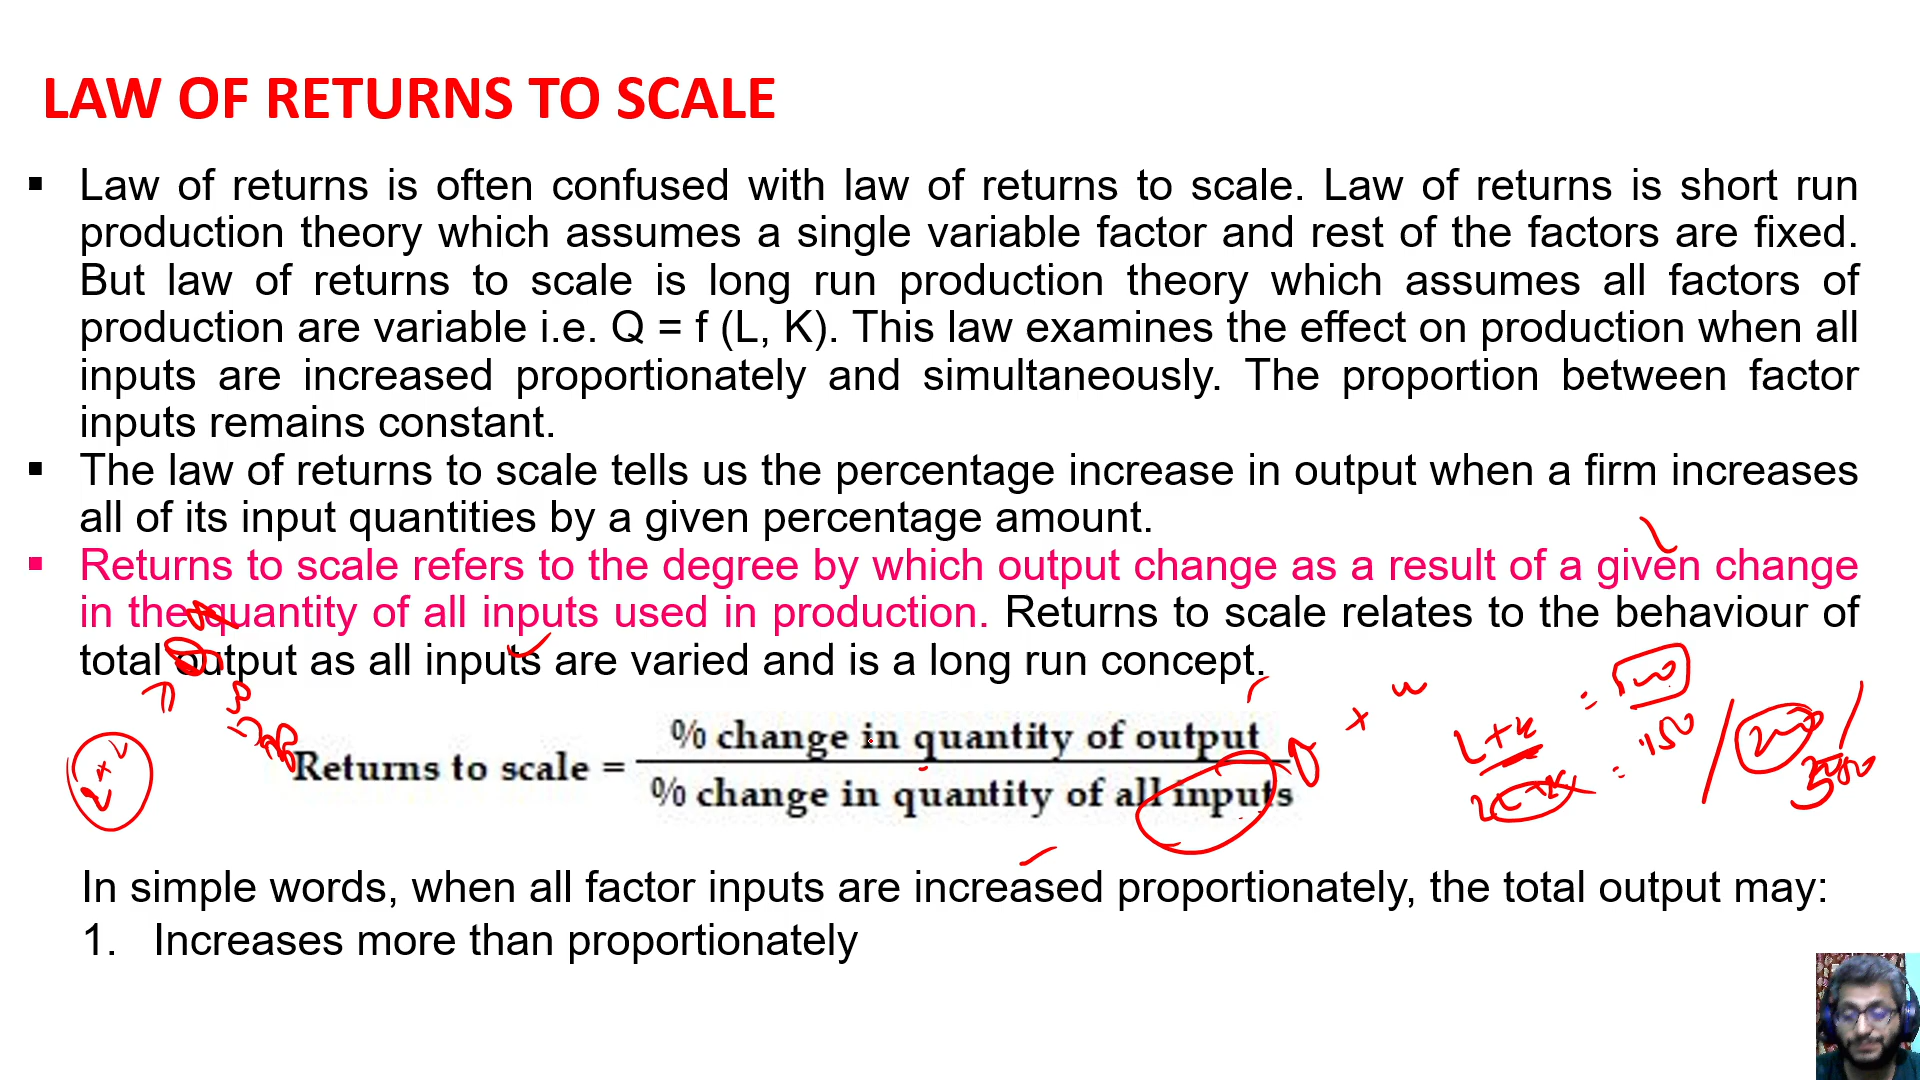 LAW OF RETURNS TO SCALE
▪ Law of returns is often confused with law of returns to scale. Law of returns is short run
production theory which assumes a single variable factor and rest of the factors are fixed.
But law of returns to scale is long run production theory which assumes all factors of
production are variable i.e. Q = f (L, K). This law examines the effect on production when all
inputs are increased proportionately and simultaneously. The proportion between factor
inputs remains constant.
▪ The law of returns to scale tells us the percentage increase in output when a firm increases
all of its input quantities by a given percentage amount.
▪ Returns to scale refers to the degree by which output change as a result of a given change
in the quantity of all inputs used in production. Returns to scale relates to the behaviour of
total output as all inputs are varied and is a long run concept.
% change in quantity of output
Returns to scale =
% change in quantity of all inputs
L+K
= 150
In simple words, when all factor inputs are increased proportionately, the total output may:
1. Increases more than proportionately